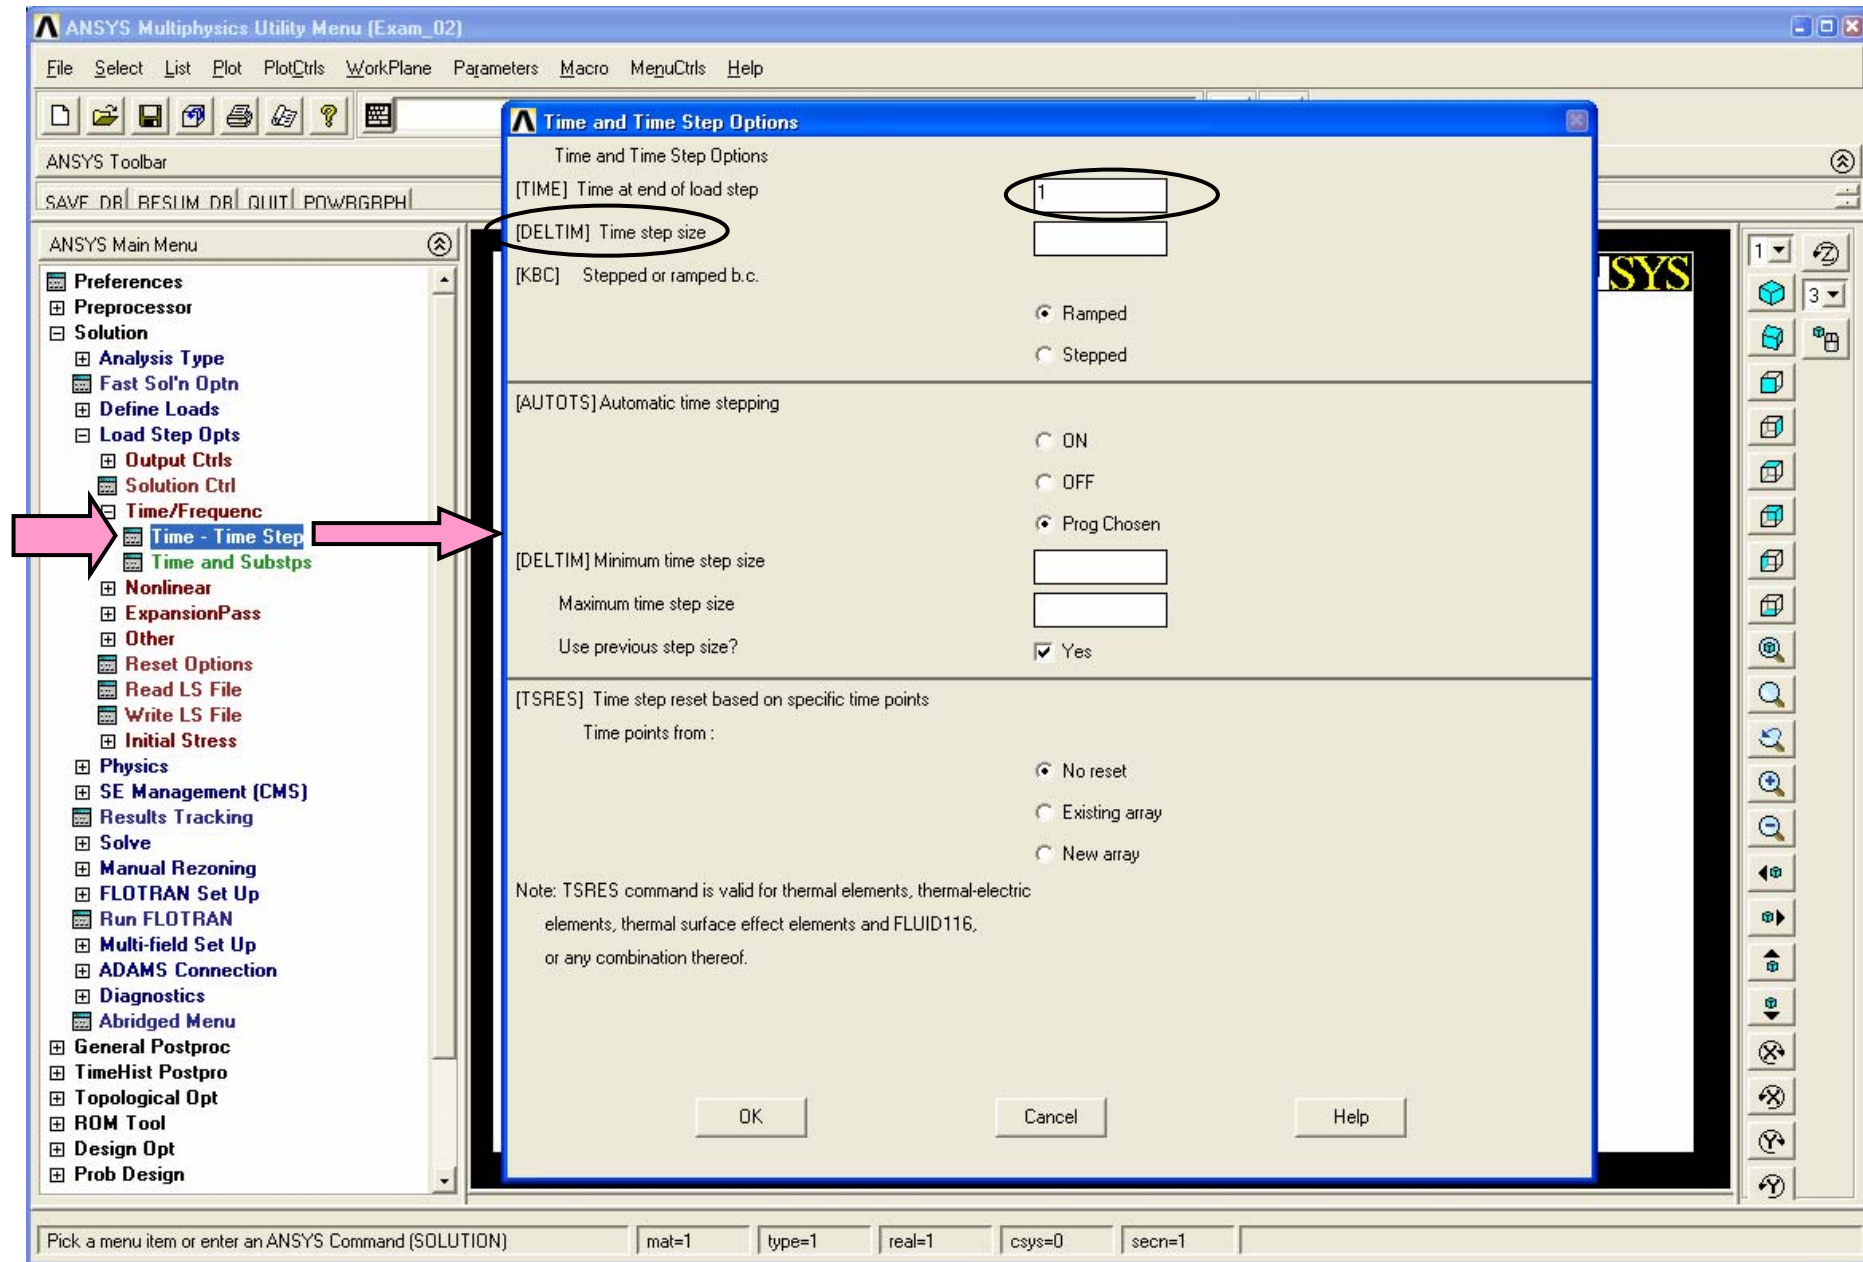 ANSYS Multiphysics Utility Menu (Exam_02)
File Select List Plot PlotCtrls WorkPlane Parameters Macro MenuCtrls Help
ANSYS Toolbar
SAVE_DB RESUM_DB QUIT POWRGRPH
ANSYS Main Menu
Preferences
Preprocessor
Solution
Analysis Type
Fast Sol'n Optn
Define Loads
Load Step Opts
Output Ctrls
Solution Ctrl
Time/Frequenc
Time - Time Step
Time and Substps
Nonlinear
ExpansionPass
Other
Reset Options
Read LS File
Write LS File
Initial Stress
Physics
SE Management (CMS)
Results Tracking
Solve
Manual Rezoning
FLOTRAN Set Up
Run FLOTRAN
Multi-field Set Up
ADAMS Connection
Diagnostics
Abridged Menu
General Postproc
TimeHist Postpro
Topological Opt
ROM Tool
Design Opt
Prob Design
Time and Time Step Options
Time and Time Step Options
[TIME] Time at end of load step
1
[DELTIM] Time step size
[KBC] Stepped or ramped b.c.
Ramped
Stepped
[AUTOTS] Automatic time stepping
ON
OFF
Prog Chosen
[DELTIM] Minimum time step size
Maximum time step size
Use previous step size?
Yes
[TSRES] Time step reset based on specific time points
Time points from :
No reset
Existing array
New array
Note: TSRES command is valid for thermal elements, thermal-electric
elements, thermal surface effect elements and FLUID116,
or any combination thereof.
OK Cancel Help
SYS
1
3
Pick a menu item or enter an ANSYS Command (SOLUTION) mat=1 type=1 real=1 csys=0 secn=1